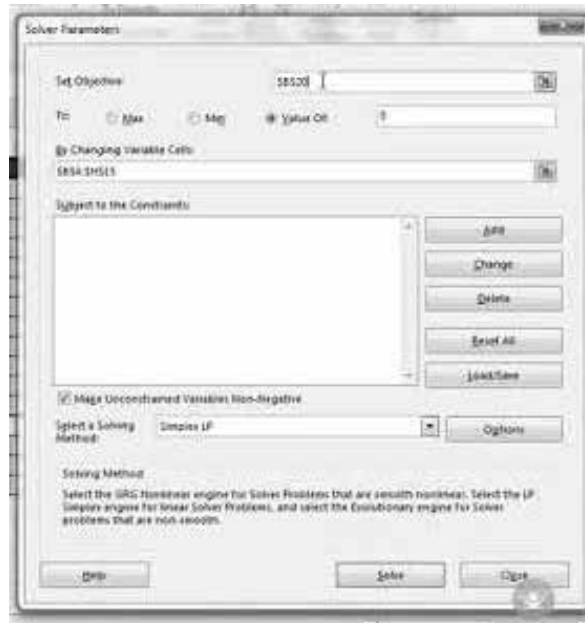 Solver Parameters
Set Objective:
$B$20
To:
Max
Min
Value Of:
0
By Changing Variable Cells:
$B$4:$H$15
Subject to the Constraints:
Add
Change
Delete
Reset All
Load/Save
Make Unconstrained Variables Non-Negative
Select a Solving
Method:
Simplex LP
Options
Solving Method
Select the GRG Nonlinear engine for Solver Problems that are smooth nonlinear. Select the LP
Simplex engine for linear Solver Problems, and select the Evolutionary engine for Solver
problems that are non-smooth.
Help
Solve
Close